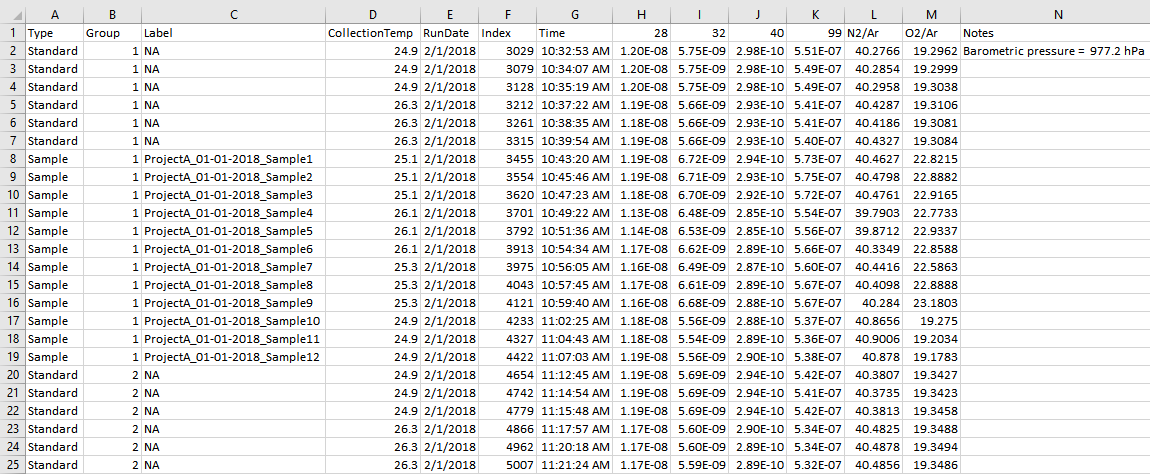 A B C D E F G H I J K L M N
1 Type Group Label CollectionTemp RunDate Index Time 28 32 40 99 N2/Ar O2/Ar Notes
2 Standard 1 NA 24.9 2/1/2018 3029 10:32:53 AM 1.20E-08 5.75E-09 2.98E-10 5.51E-07 40.2766 19.2962 Barometric pressure = 977.2 hPa
3 Standard 1 NA 24.9 2/1/2018 3079 10:34:07 AM 1.20E-08 5.75E-09 2.98E-10 5.49E-07 40.2854 19.2999
4 Standard 1 NA 24.9 2/1/2018 3128 10:35:19 AM 1.20E-08 5.75E-09 2.98E-10 5.49E-07 40.2958 19.3038
5 Standard 1 NA 26.3 2/1/2018 3212 10:37:22 AM 1.19E-08 5.66E-09 2.93E-10 5.41E-07 40.4287 19.3106
6 Standard 1 NA 26.3 2/1/2018 3261 10:38:35 AM 1.18E-08 5.66E-09 2.93E-10 5.41E-07 40.4186 19.3081
7 Standard 1 NA 26.3 2/1/2018 3315 10:39:54 AM 1.19E-08 5.66E-09 2.93E-10 5.40E-07 40.4327 19.3084
8 Sample 1 ProjectA_01-01-2018_Sample1 25.1 2/1/2018 3455 10:43:20 AM 1.19E-08 6.72E-09 2.94E-10 5.73E-07 40.4627 22.8215
9 Sample 1 ProjectA_01-01-2018_Sample2 25.1 2/1/2018 3554 10:45:46 AM 1.19E-08 6.71E-09 2.93E-10 5.75E-07 40.4798 22.8882
10 Sample 1 ProjectA_01-01-2018_Sample3 25.1 2/1/2018 3620 10:47:23 AM 1.18E-08 6.70E-09 2.92E-10 5.72E-07 40.4761 22.9165
11 Sample 1 ProjectA_01-01-2018_Sample4 26.1 2/1/2018 3701 10:49:22 AM 1.13E-08 6.48E-09 2.85E-10 5.54E-07 39.7903 22.7733
12 Sample 1 ProjectA_01-01-2018_Sample5 26.1 2/1/2018 3792 10:51:36 AM 1.14E-08 6.53E-09 2.85E-10 5.56E-07 39.8712 22.9337
13 Sample 1 ProjectA_01-01-2018_Sample6 26.1 2/1/2018 3913 10:54:34 AM 1.17E-08 6.62E-09 2.89E-10 5.66E-07 40.3349 22.8588
14 Sample 1 ProjectA_01-01-2018_Sample7 25.3 2/1/2018 3975 10:56:05 AM 1.16E-08 6.49E-09 2.87E-10 5.60E-07 40.4416 22.5863
15 Sample 1 ProjectA_01-01-2018_Sample8 25.3 2/1/2018 4043 10:57:45 AM 1.17E-08 6.61E-09 2.89E-10 5.67E-07 40.4098 22.8888
16 Sample 1 ProjectA_01-01-2018_Sample9 25.3 2/1/2018 4121 10:59:40 AM 1.16E-08 6.68E-09 2.88E-10 5.67E-07 40.284 23.1803
17 Sample 1 ProjectA_01-01-2018_Sample10 24.9 2/1/2018 4233 11:02:25 AM 1.18E-08 5.56E-09 2.88E-10 5.37E-07 40.8656 19.275
18 Sample 1 ProjectA_01-01-2018_Sample11 24.9 2/1/2018 4327 11:04:43 AM 1.18E-08 5.54E-09 2.89E-10 5.36E-07 40.9006 19.2034
19 Sample 1 ProjectA_01-01-2018_Sample12 24.9 2/1/2018 4422 11:07:03 AM 1.19E-08 5.56E-09 2.90E-10 5.38E-07 40.878 19.1783
20 Standard 2 NA 24.9 2/1/2018 4654 11:12:45 AM 1.19E-08 5.69E-09 2.94E-10 5.42E-07 40.3807 19.3427
21 Standard 2 NA 24.9 2/1/2018 4742 11:14:54 AM 1.19E-08 5.69E-09 2.94E-10 5.41E-07 40.3735 19.3423
22 Standard 2 NA 24.9 2/1/2018 4779 11:15:48 AM 1.19E-08 5.69E-09 2.94E-10 5.42E-07 40.3813 19.3458
23 Standard 2 NA 26.3 2/1/2018 4866 11:17:57 AM 1.17E-08 5.60E-09 2.90E-10 5.34E-07 40.4825 19.3488
24 Standard 2 NA 26.3 2/1/2018 4962 11:20:18 AM 1.17E-08 5.60E-09 2.89E-10 5.34E-07 40.4878 19.3494
25 Standard 2 NA 26.3 2/1/2018 5007 11:21:24 AM 1.17E-08 5.59E-09 2.89E-10 5.32E-07 40.4856 19.3486